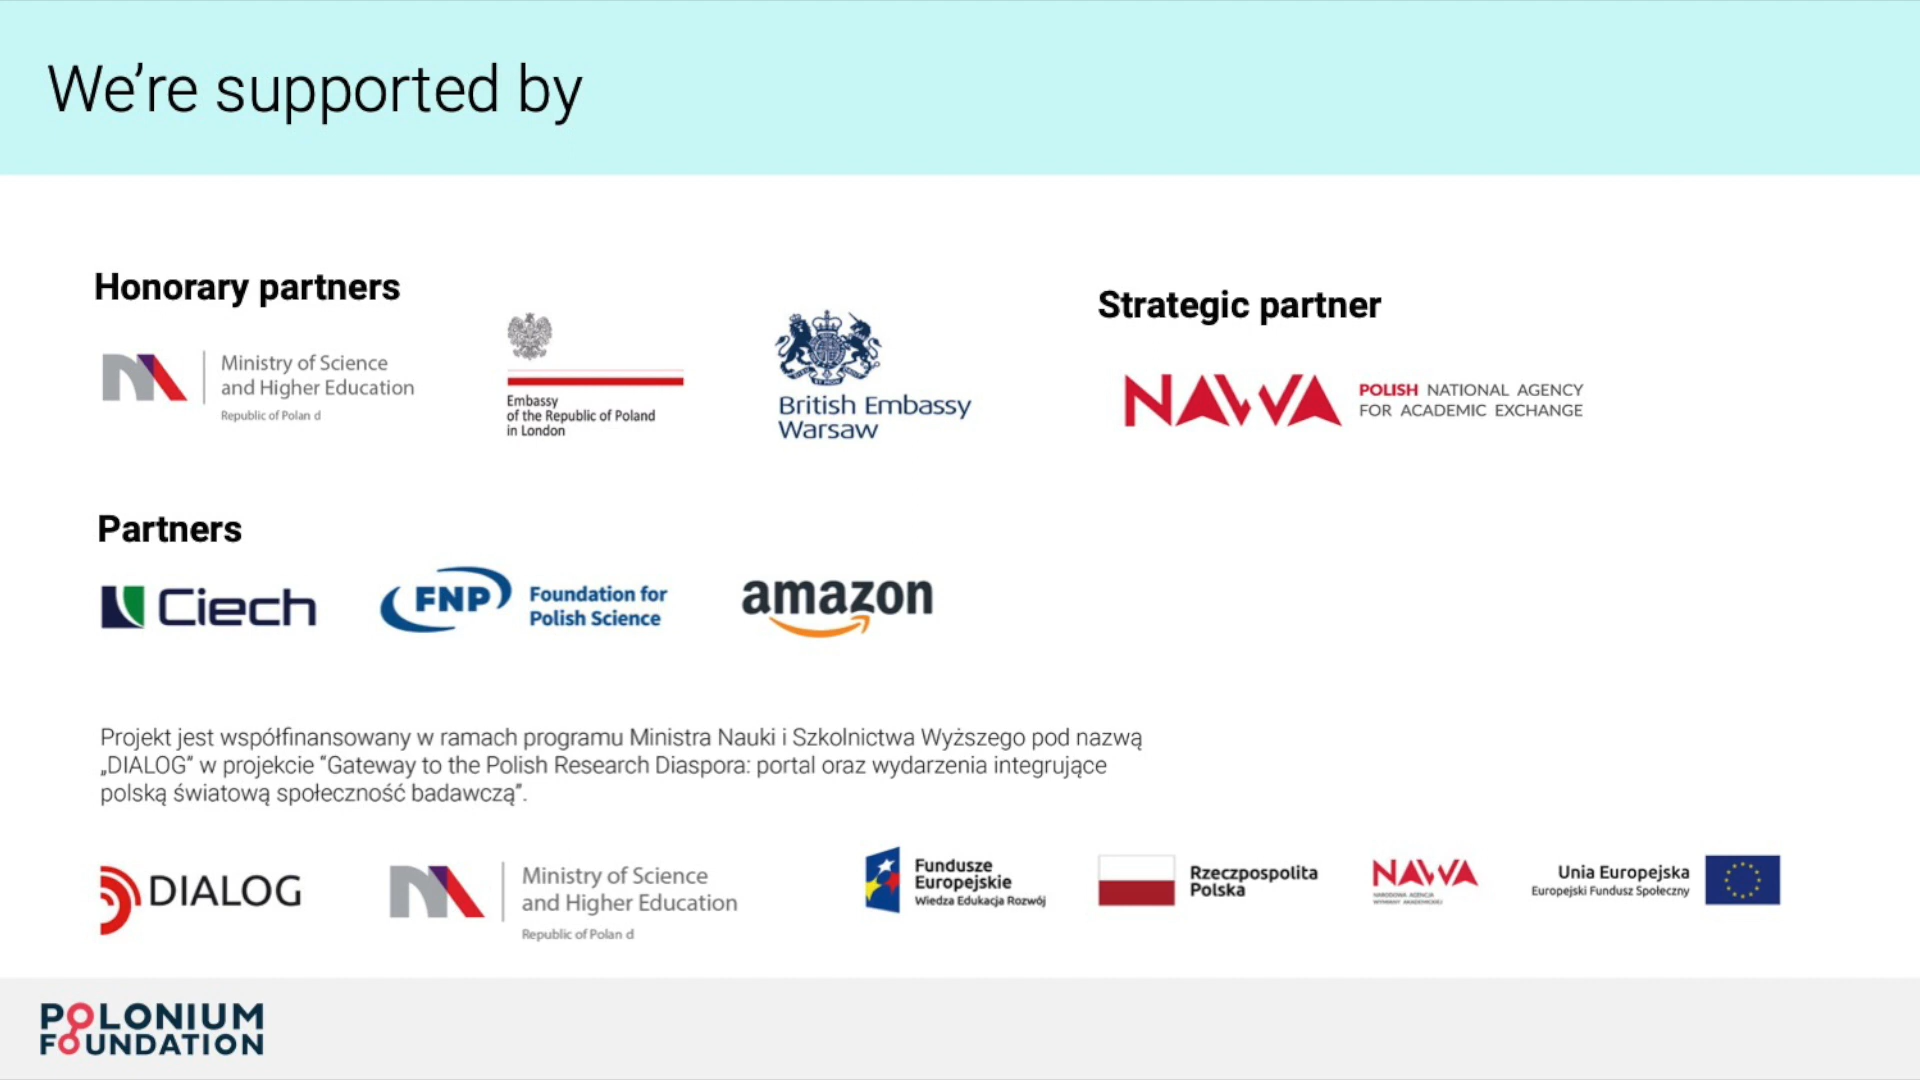 We're supported by
Honorary partners
Ministry of Science
and Higher Education
Republic of Polan d
Embassy
of the Republic of Poland
in London
British Embassy
Warsaw
Strategic partner
NAWA
POLISH NATIONAL AGENCY
FOR ACADEMIC EXCHANGE
Partners
Ciech
FNP
Foundation for
Polish Science
amazon
Projekt jest współfinansowany w ramach programu Ministra Nauki i Szkolnictwa Wyższego pod nazwą
„DIALOG” w projekcie “Gateway to the Polish Research Diaspora: portal oraz wydarzenia integrujące
polską światową społeczność badawczą”.
DIALOG
Ministry of Science
and Higher Education
Republic of Polan d
Fundusze
Europejskie
Wiedza Edukacja Rozwój
Rzeczpospolita
Polska
NAWA
NARODOWA AGENCJA
WYMIANY AKADEMICKIEJ
Unia Europejska
Europejski Fundusz Społeczny
POLONIUM
FOUNDATION